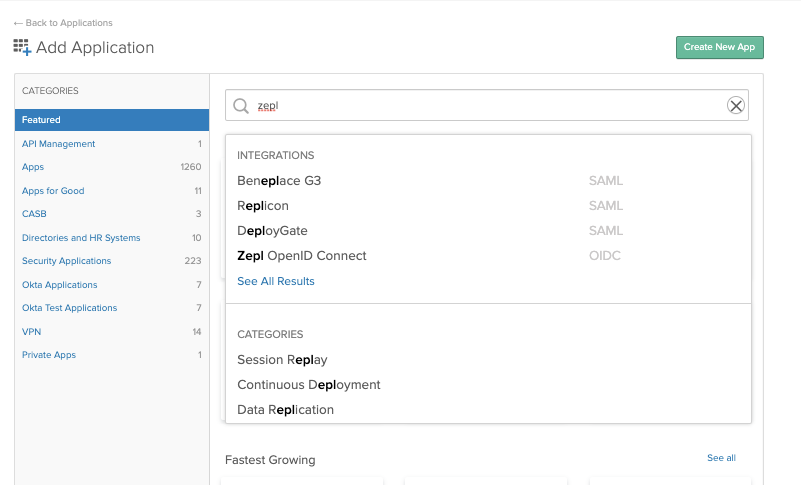 ← Back to Applications
Add Application
Create New App
CATEGORIES
Featured
API Management 1
Apps 1260
Apps for Good 11
CASB 3
Directories and HR Systems 10
Security Applications 223
Okta Applications 7
Okta Test Applications 7
VPN 14
Private Apps 1
zepl
INTEGRATIONS
Beneplace G3 SAML
Replicon SAML
DeployGate SAML
Zepl OpenID Connect OIDC
See All Results
CATEGORIES
Session Replay
Continuous Deployment
Data Replication
Fastest Growing See all